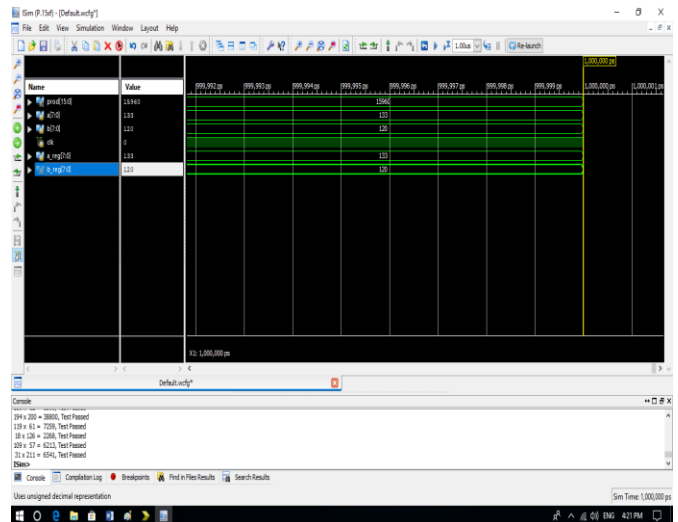 ISim (P.15xf) - [Default.wcfg*]
File Edit View Simulation Window Layout Help
1.00us Re-launch
1,000,000 ps
Name Value 999,992 ps 999,993 ps 999,994 ps 999,995 ps 999,996 ps 999,997 ps 999,998 ps 999,999 ps 1,000,000 ps 1,000,001 ps
prod[15:0] 15960 15960
a[7:0] 133 133
b[7:0] 120 120
clk 0
a_reg[7:0] 133 133
b_reg[7:0] 120 120
X1: 1,000,000 ps
Default.wcfg*
Console
194 x 200 = 38800, Test Passed
119 x 61 = 7259, Test Passed
18 x 126 = 2268, Test Passed
109 x 57 = 6213, Test Passed
31 x 211 = 6541, Test Passed
ISim>
Console Compilation Log Breakpoints Find in Files Results Search Results
Uses unsigned decimal representation Sim Time: 1,000,000 ps
ENG 4:21 PM